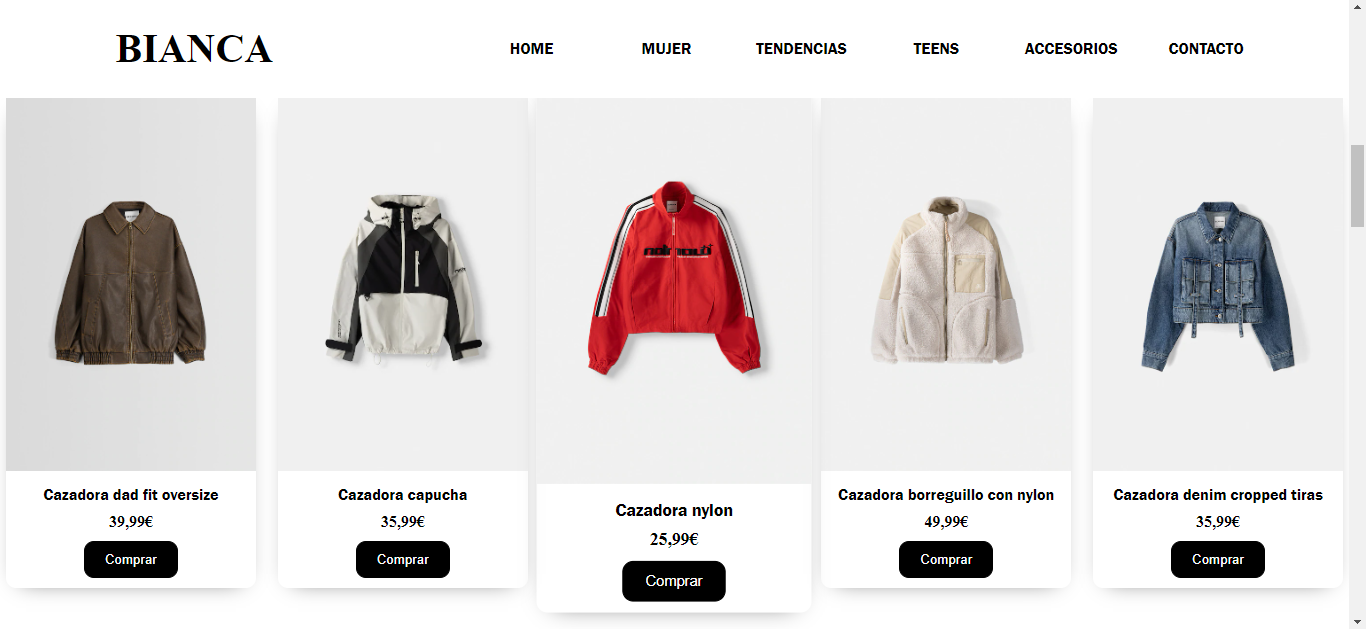 BIANCA
HOME MUJER TENDENCIAS TEENS ACCESORIOS CONTACTO
Cazadora dad fit oversize
39,99€
Comprar
Cazadora capucha
35,99€
Comprar
Cazadora nylon
25,99€
Comprar
Cazadora borreguillo con nylon
49,99€
Comprar
Cazadora denim cropped tiras
35,99€
Comprar